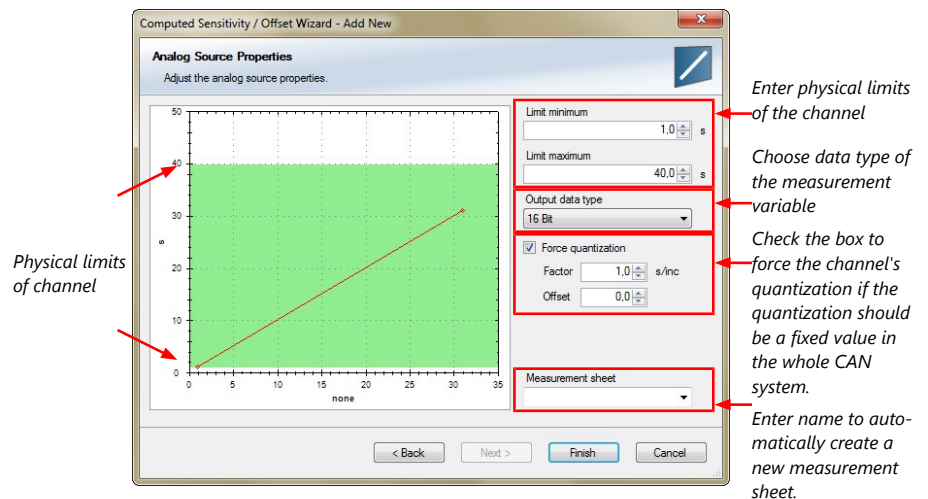 Computed Sensitivity / Offset Wizard - Add New
Analog Source Properties
Adjust the analog source properties.
50
40
30
20
10
0
s
0
5
10
15
20
25
30
35
none
Limit minimum
1,0
s
Limit maximum
40,0
s
Output data type
16 Bit
Force quantization
Factor
1,0
s/inc
Offset
0,0
Measurement sheet
< Back
Next >
Finish
Cancel
Physical limits
of channel
Enter physical limits
of the channel
Choose data type of
the measurement
variable
Check the box to
force the channel's
quantization if the
quantization should
be a fixed value in
the whole CAN
system.
Enter name to auto-
matically create a
new measurement
sheet.